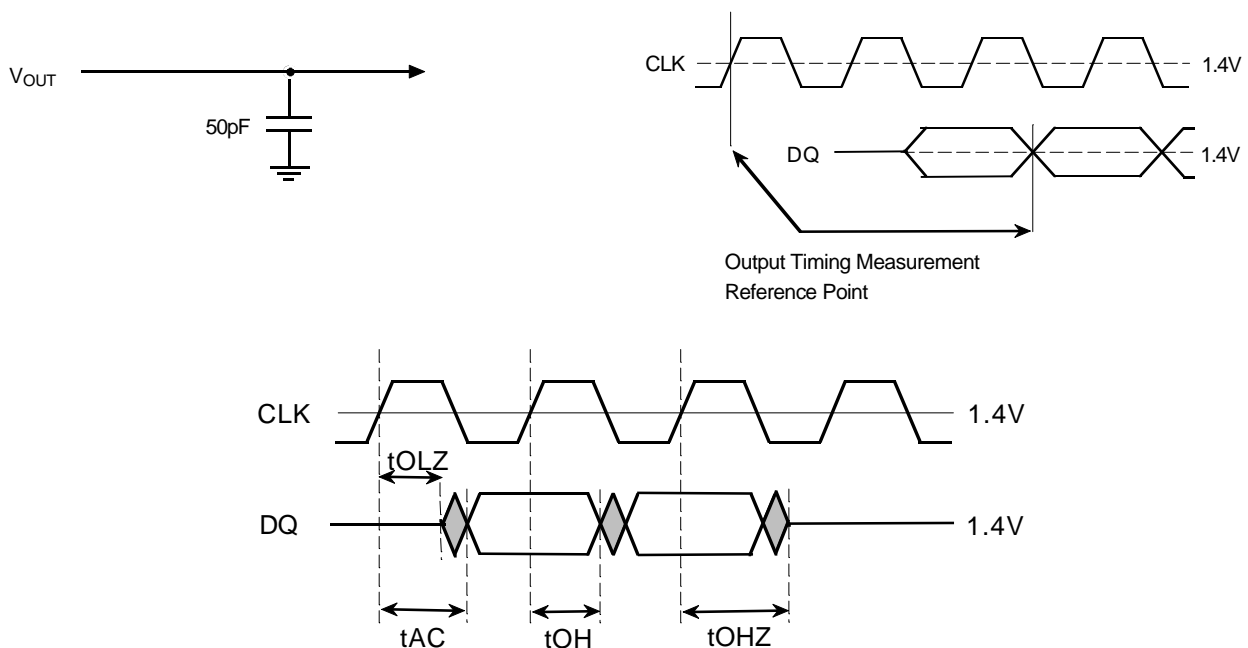 VOUT
50pF
CLK
1.4V
DQ
1.4V
Output Timing Measurement
Reference Point
CLK
1.4V
tOLZ
DQ
1.4V
tAC
tOH
tOHZ